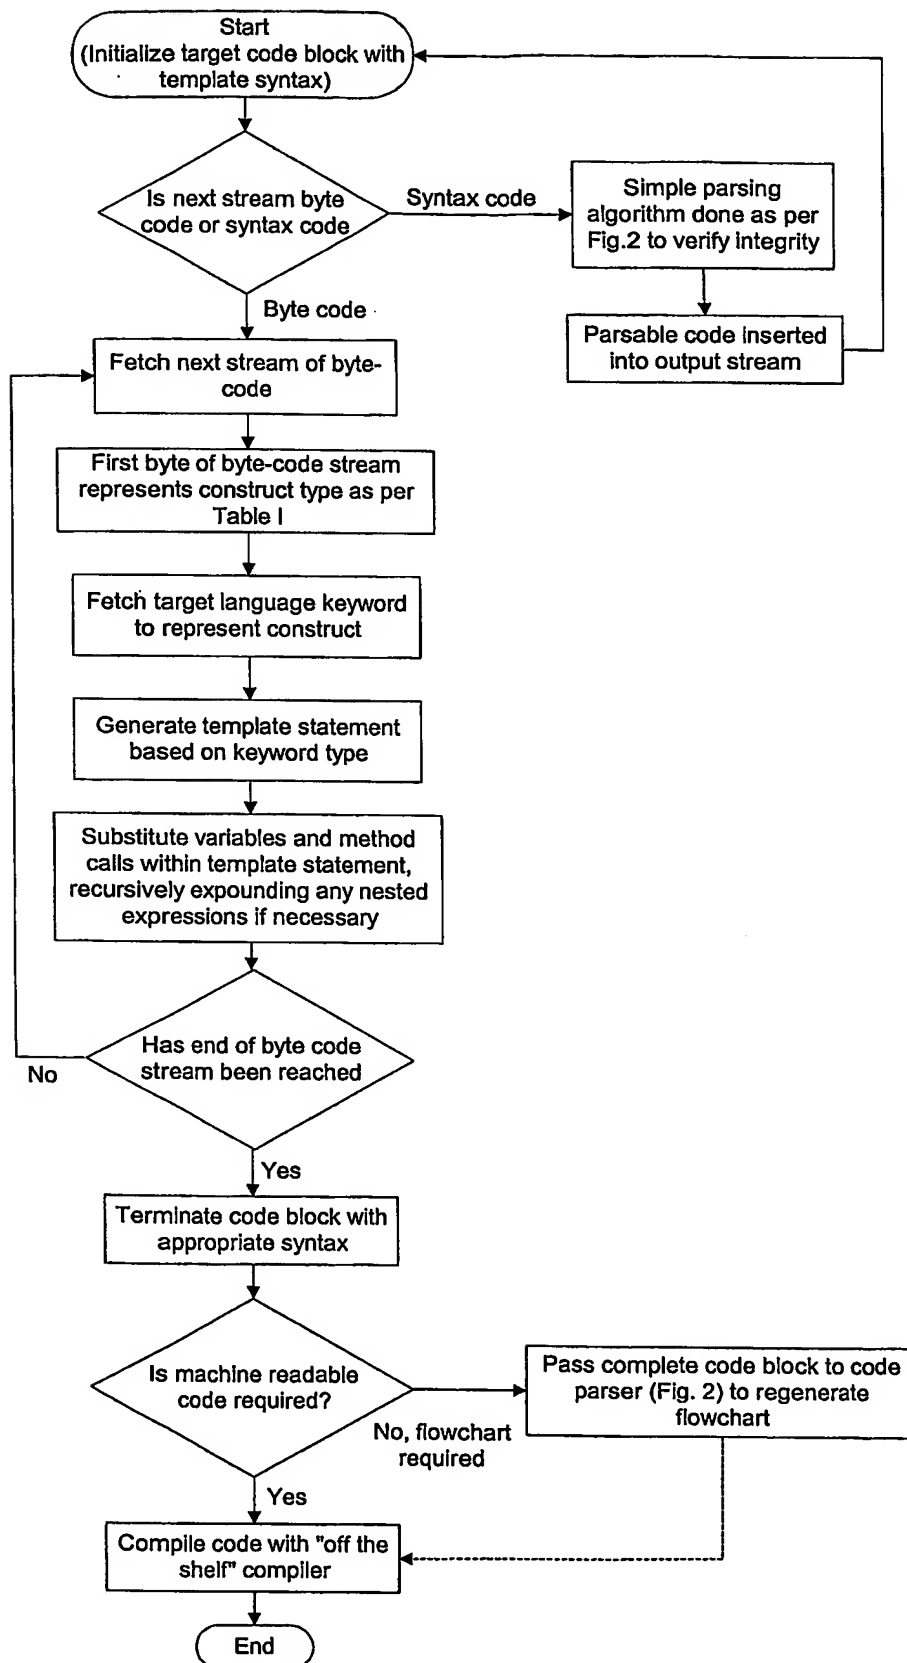 Start
(Initialize target code block with
template syntax)
Is next stream byte
code or syntax code
Syntax code
Simple parsing
algorithm done as per
Fig.2 to verify integrity
Byte code
Parsable code inserted
into output stream
Fetch next stream of byte-
code
First byte of byte-code stream
represents construct type as per
Table I
Fetch target language keyword
to represent construct
Generate template statement
based on keyword type
Substitute variables and method
calls within template statement,
recursively expounding any nested
expressions if necessary
Has end of byte code
stream been reached
No
Yes
Terminate code block with
appropriate syntax
Is machine readable
code required?
No, flowchart
required
Pass complete code block to code
parser (Fig. 2) to regenerate
flowchart
Yes
Compile code with "off the
shelf" compiler
End